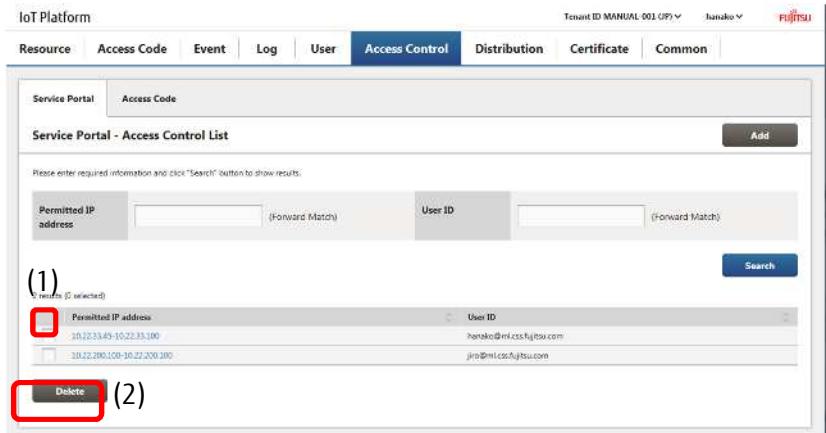 IoT Platform
Tenant ID MANUAL-001 (JP) hanako FUJITSU
Resource Access Code Event Log User Access Control Distribution Certificate Common
Service Portal Access Code
Service Portal - Access Control List Add
Please enter required information and click "Search" button to show results.
Permitted IP address (Forward Match) User ID (Forward Match)
Search
(1)
results (0 selected)
Permitted IP address User ID
10.22.33.45-10.22.33.100 hanako@ml.css.fujitsu.com
10.22.200.100-10.22.200.100 jiro@ml.css.fujitsu.com
Delete (2)